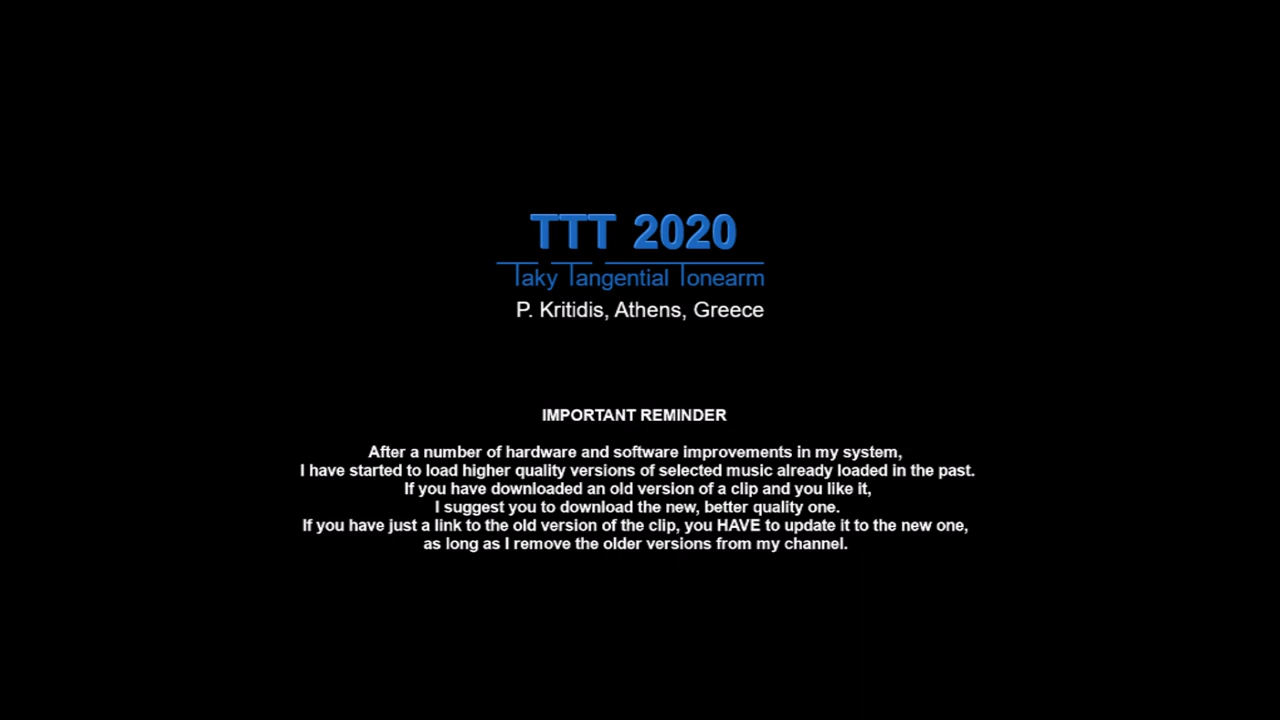 TTT 2020
Taky Tangential Tonearm
P. Kritidis, Athens, Greece
IMPORTANT REMINDER
After a number of hardware and software improvements in my system,
I have started to load higher quality versions of selected music already loaded in the past.
If you have downloaded an old version of a clip and you like it,
I suggest you to download the new, better quality one.
If you have just a link to the old version of the clip, you HAVE to update it to the new one,
as long as I remove the older versions from my channel.